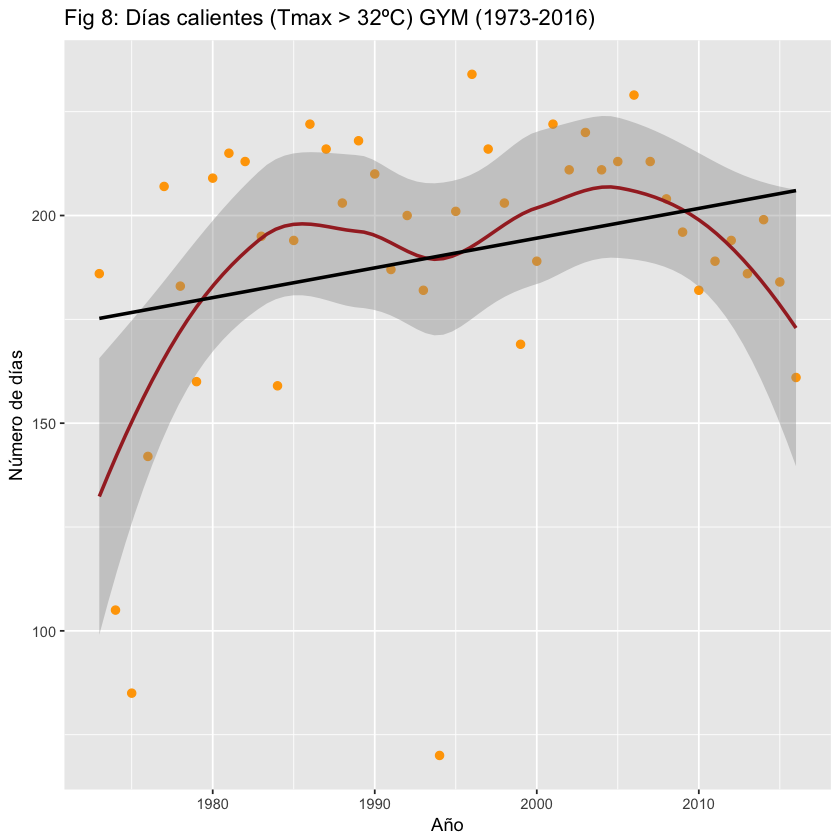 Fig 8: Días calientes (Tmax > 32ºC) GYM (1973-2016)
Número de días
200
150
100
1980
1990
2000
2010
Año